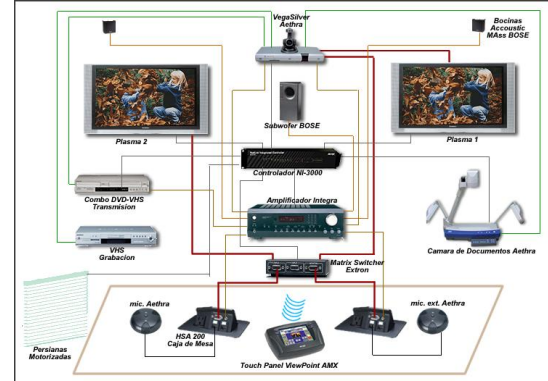 VegaSilver
Aethra
Bocinas
Accoustic
MAss BOSE
Plasma 2
Subwofer BOSE
Plasma 1
Controlador NI-3000
Combo DVD-VHS
Transmision
Amplificador Integra
VHS
Grabacion
Camara de Documentos Aethra
Matrix Switcher
Extron
mic. Aethra
mic. ext. Aethra
HSA 200
Caja de Mesa
Persianas
Motorizadas
Touch Panel ViewPoint AMX